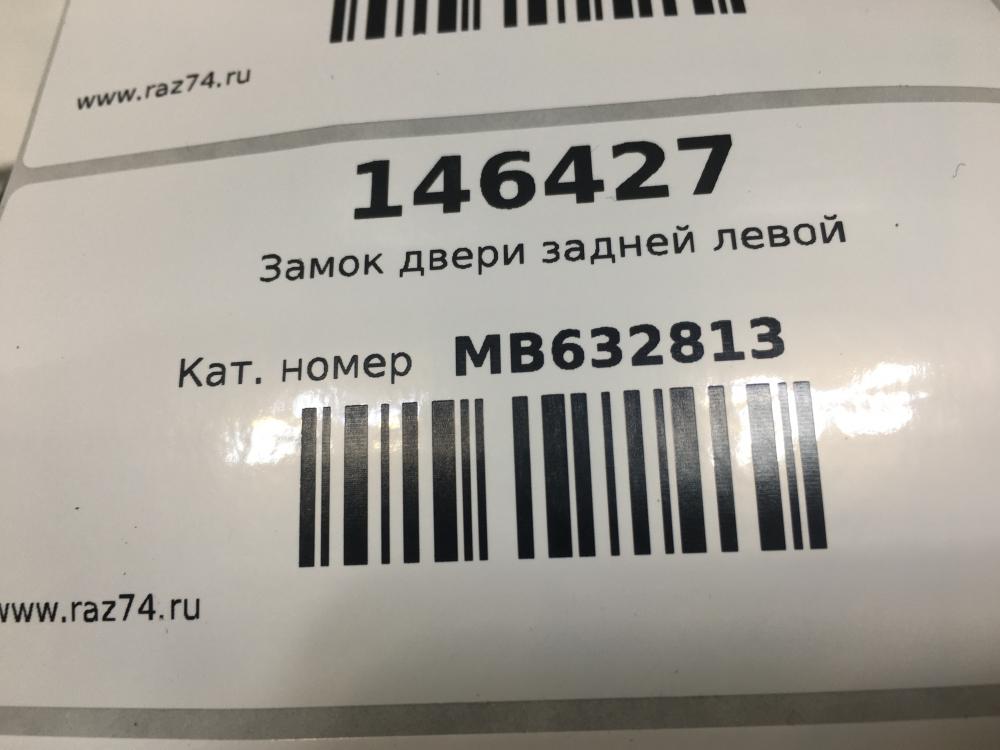 www.raz74.ru
146427
Замок двери задней левой
Кат. номер MB632813
www.raz74.ru